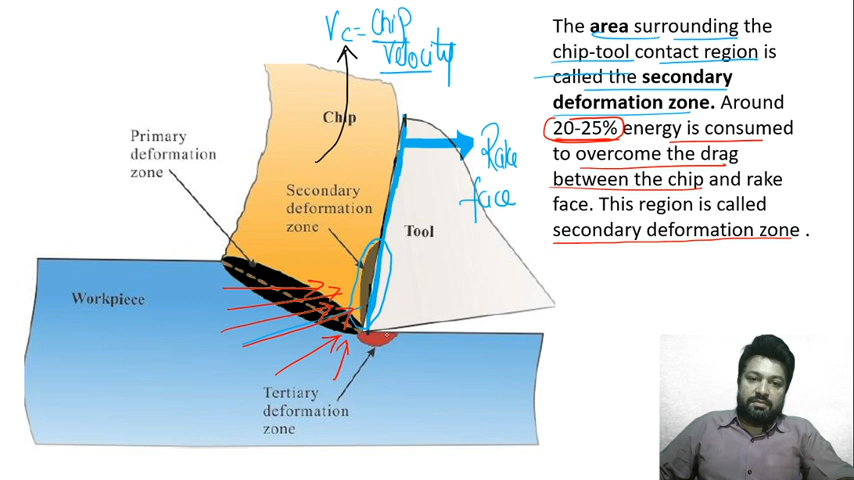 Vc = Chip
Velocity
Chip
Primary
deformation
zone
Secondary
deformation
zone
Rake
face
Tool
Workpiece
Tertiary
deformation
zone
The area surrounding the
chip-tool contact region is
called the secondary
deformation zone. Around
20-25% energy is consumed
to overcome the drag
between the chip and rake
face. This region is called
secondary deformation zone .